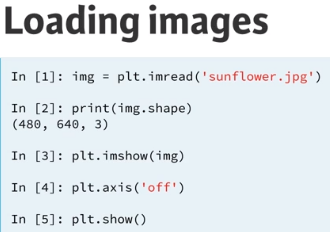 Loading images
In [1]: img = plt.imread('sunflower.jpg')
In [2]: print(img.shape)
(480, 640, 3)
In [3]: plt.imshow(img)
In [4]: plt.axis('off')
In [5]: plt.show()